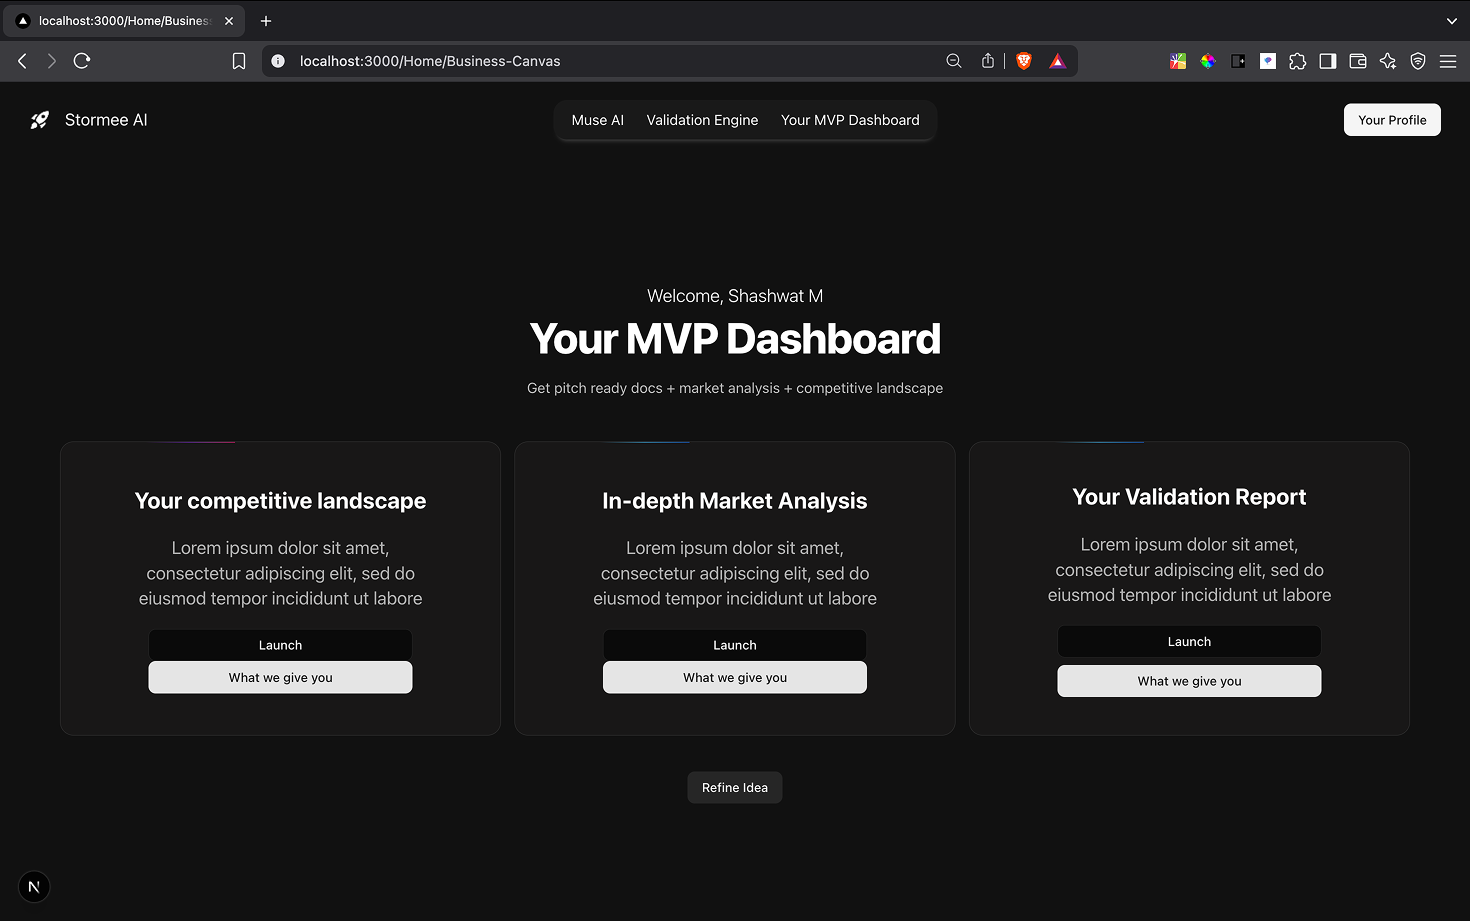 localhost:3000/Home/Busines
localhost:3000/Home/Business-Canvas
Stormee AI
Muse AI
Validation Engine
Your MVP Dashboard
Your Profile
Welcome, Shashwat M
Your MVP Dashboard
Get pitch ready docs + market analysis + competitive landscape
Your competitive landscape
Lorem ipsum dolor sit amet,
consectetur adipiscing elit, sed do
eiusmod tempor incididunt ut labore
Launch
What we give you
In-depth Market Analysis
Lorem ipsum dolor sit amet,
consectetur adipiscing elit, sed do
eiusmod tempor incididunt ut labore
Launch
What we give you
Your Validation Report
Lorem ipsum dolor sit amet,
consectetur adipiscing elit, sed do
eiusmod tempor incididunt ut labore
Launch
What we give you
Refine Idea
N